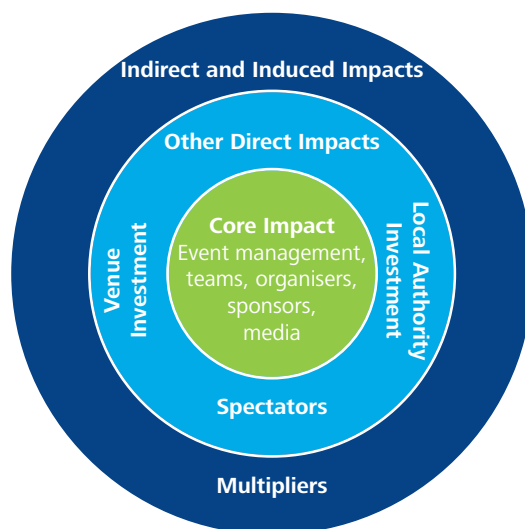 Indirect and Induced Impacts
Other Direct Impacts
Core Impact
Event management,
teams, organisers,
sponsors,
media
Venue
Investment
Local Authority
Investment
Spectators
Multipliers